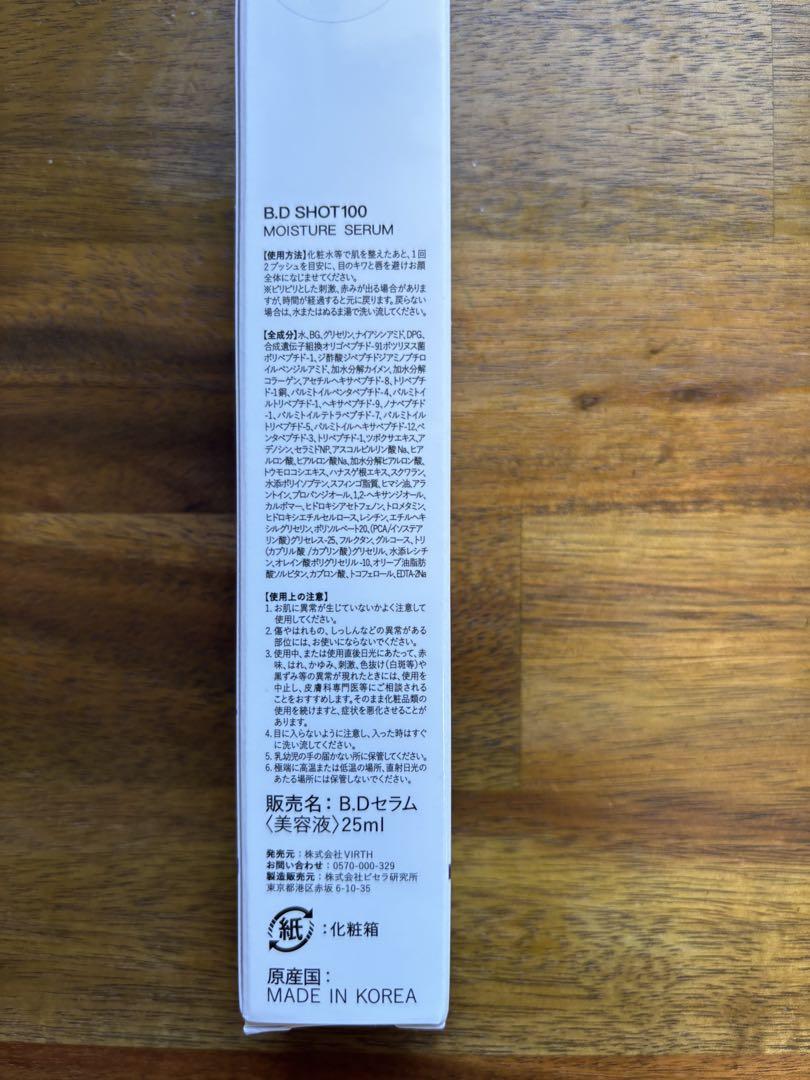 B.D SHOT100
MOISTURE SERUM
【使用方法】化粧水等で肌を整えたあと、1回
2プッシュを目安に、目のキワと唇を避けお顔
全体になじませてください。
※ピリピリとした刺激、赤みが出る場合がありま
すが、時間が経過すると元に戻ります。戻らない
場合は、水またはぬるま湯で洗い流してください。
【全成分】水、BG、グリセリン、ナイアシンアミド、DPG、
合成遺伝子組換オリゴペプチド-91ボツリヌス菌
ポリペプチド-1、ジ酢酸ジペプチドジアミノブチロ
イルベンジルアミド、加水分解カイメン、加水分解
コラーゲン、アセチルヘキサペプチド-8、トリペプチ
ド-1銅、パルミトイルペンタペプチド-4、パルミトイ
ルトリペプチド-1、ヘキサペプチド-9、ノナペプチド
-1、パルミトイルテトラペプチド-7、パルミトイル
トリペプチド-5、パルミトイルヘキサペプチド-12、ペ
ンタペプチド-3、トリペプチド-1、ツボクサエキス、ア
デノシン、セラミドNP、アスコルビルリン酸Na、ヒア
ルロン酸、ヒアルロン酸Na、加水分解ヒアルロン酸、
トウモロコシエキス、ハナスゲ根エキス、スクワラン、
水添ポリイソブテン、スフィンゴ脂質、ヒマシ油、アラ
ントイン、プロパンジオール、1,2-ヘキサンジオール、
カルボマー、ヒドロキシアセトフェノン、トロメタミン、
ヒドロキシエチルセルロース、レシチン、エチルヘキ
シルグリセリン、ポリソルベート20、(PCA/イソステア
リン酸)グリセレス-25、フルクタン、グルコース、トリ
(カプリル酸/カプリン酸)グリセリル、水添レシチ
ン、オレイン酸ポリグリセリル-10、オリーブ油脂肪
酸ソルビタン、カプロン酸、トコフェロール、EDTA-2Na
【使用上の注意】
1. お肌に異常が生じていないかよく注意して
使用してください。
2. 傷やはれもの、しっしんなどの異常がある
部位には、お使いにならないでください。
3. 使用中、または使用直後日光にあたって、赤
味、はれ、かゆみ、刺激、色抜け(白斑等)や
黒ずみ等の異常が現れたときには、使用を
中止し、皮膚科専門医等にご相談される
ことをおすすめします。そのまま化粧品類の
使用を続けますと、症状を悪化させることが
あります。
4. 目に入らないように注意し、入った時はすぐ
に洗い流してください。
5. 乳幼児の手の届かない所に保管してください。
6. 極端に高温または低温の場所、直射日光の
あたる場所には保管しないでください。
販売名：B.Dセラム
〈美容液〉25ml
発売元：株式会社VIRTH
お問い合わせ：0570-000-329
製造販売元：株式会社ピセラ研究所
東京都港区赤坂6-10-35
紙：化粧箱
原産国：
MADE IN KOREA